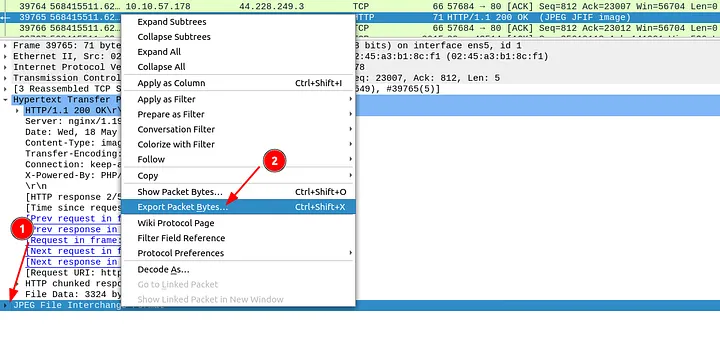 39764 568415511.62… 10.10.57.178 44.228.249.3 TCP 66 57684 → 80 [ACK] Seq=812 Ack=23007 Win=56704 Len=0
39765 568415511.62… HTTP 71 HTTP/1.1 200 OK (JPEG JFIF image)
39766 568415511.62… TCP 66 57684 → 80 [ACK] Seq=812 Ack=23012 Win=56704 Len=0
Frame 39765: 71 byte 8 bits) on interface ens5, id 1
Ethernet II, Src: 02 02:45:a3:b1:8c:f1 (02:45:a3:b1:8c:f1)
Internet Protocol Ve 178
Transmission Control eq: 23007, Ack: 812, Len: 5
[3 Reassembled TCP S 649), #39765(5)]
Hypertext Transfer P
HTTP/1.1 200 OK\r\
Server: nginx/1.19
Date: Wed, 18 May
Content-Type: imag
Transfer-Encoding:
Connection: keep-a
X-Powered-By: PHP/
\r\n
[HTTP response 2/5
[Time since reques
[Prev request in f
[Prev response in
[Request in frame:
[Next request in f
[Next response in
[Request URI: http
HTTP chunked respo
File Data: 3324 by
JPEG File Interchan
Expand Subtrees
Collapse Subtrees
Expand All
Collapse All
Apply as Column Ctrl+Shift+I
Apply as Filter
Prepare as Filter
Conversation Filter
Colorize with Filter
Follow
Copy
Show Packet Bytes… Ctrl+Shift+O
Export Packet Bytes… Ctrl+Shift+X
Wiki Protocol Page
Filter Field Reference
Protocol Preferences
Decode As…
Go to Linked Packet
Show Linked Packet in New Window
1
2